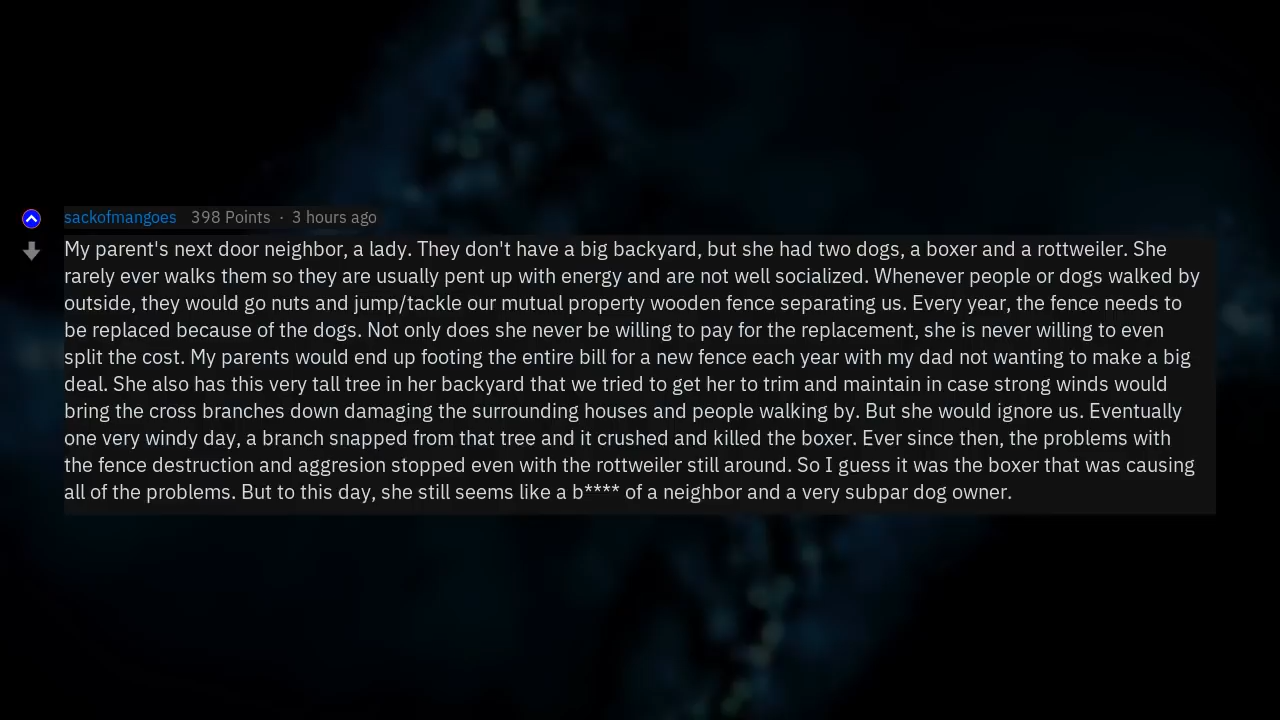 sackofmangoes 398 Points · 3 hours ago
My parent's next door neighbor, a lady. They don't have a big backyard, but she had two dogs, a boxer and a rottweiler. She
rarely ever walks them so they are usually pent up with energy and are not well socialized. Whenever people or dogs walked by
outside, they would go nuts and jump/tackle our mutual property wooden fence separating us. Every year, the fence needs to
be replaced because of the dogs. Not only does she never be willing to pay for the replacement, she is never willing to even
split the cost. My parents would end up footing the entire bill for a new fence each year with my dad not wanting to make a big
deal. She also has this very tall tree in her backyard that we tried to get her to trim and maintain in case strong winds would
bring the cross branches down damaging the surrounding houses and people walking by. But she would ignore us. Eventually
one very windy day, a branch snapped from that tree and it crushed and killed the boxer. Ever since then, the problems with
the fence destruction and aggresion stopped even with the rottweiler still around. So I guess it was the boxer that was causing
all of the problems. But to this day, she still seems like a b**** of a neighbor and a very subpar dog owner.